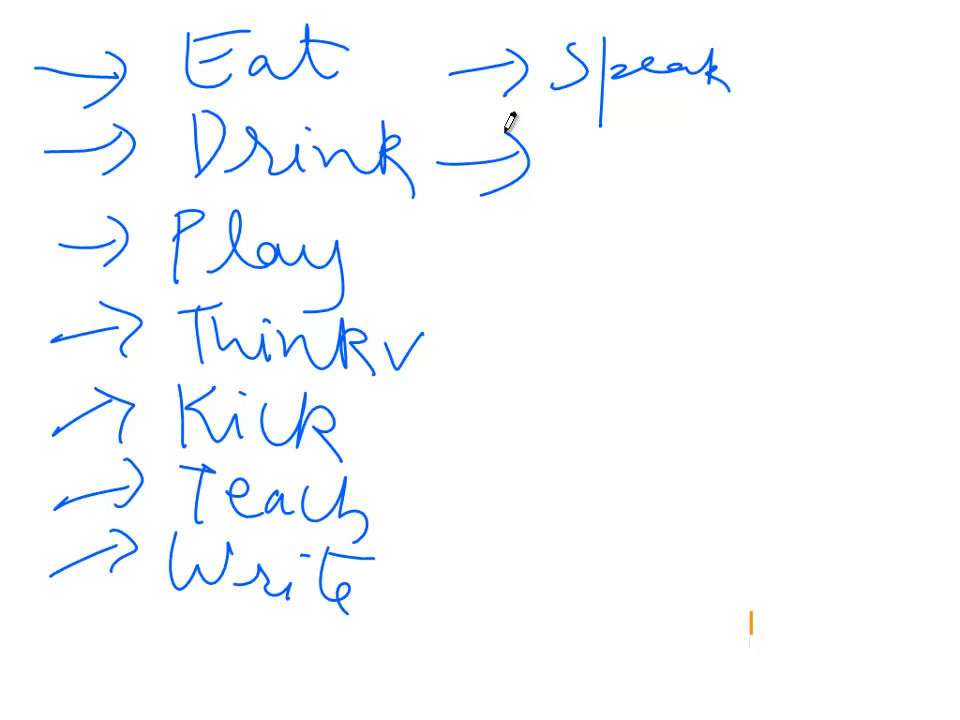 → Eat → Speak
→ Drink →
→ Play
→ Think ✓
→ Kick
→ Teach
→ Write